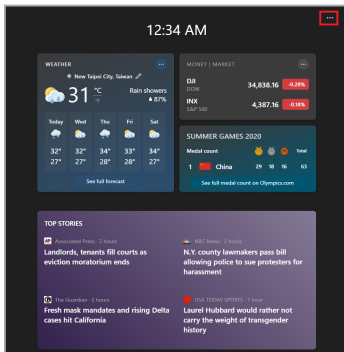 12:34 AM
WEATHER
New Taipei City, Taiwan
31 °C
°F
Rain showers
87%
Today Wed Thu Fri Sat
32° 32° 34° 33° 34°
27° 27° 28° 28° 27°
See full forecast
MONEY | MARKET
DJI
DOW
34,838.16 -0.28%
INX
S&P 500
4,387.16 -0.18%
SUMMER GAMES 2020
Medal count Total
1 China 29 18 16 63
See full medal count on Olympics.com
TOP STORIES
AP Associated Press · 2 hours
Landlords, tenants fill courts as
eviction moratorium ends
NBC News · 2 hours
N.Y. county lawmakers pass bill
allowing police to sue protesters for
harassment
The Guardian · 2 hours
Fresh mask mandates and rising Delta
cases hit California
USA TODAY SPORTS · 1 hour
Laurel Hubbard would rather not
carry the weight of transgender
history